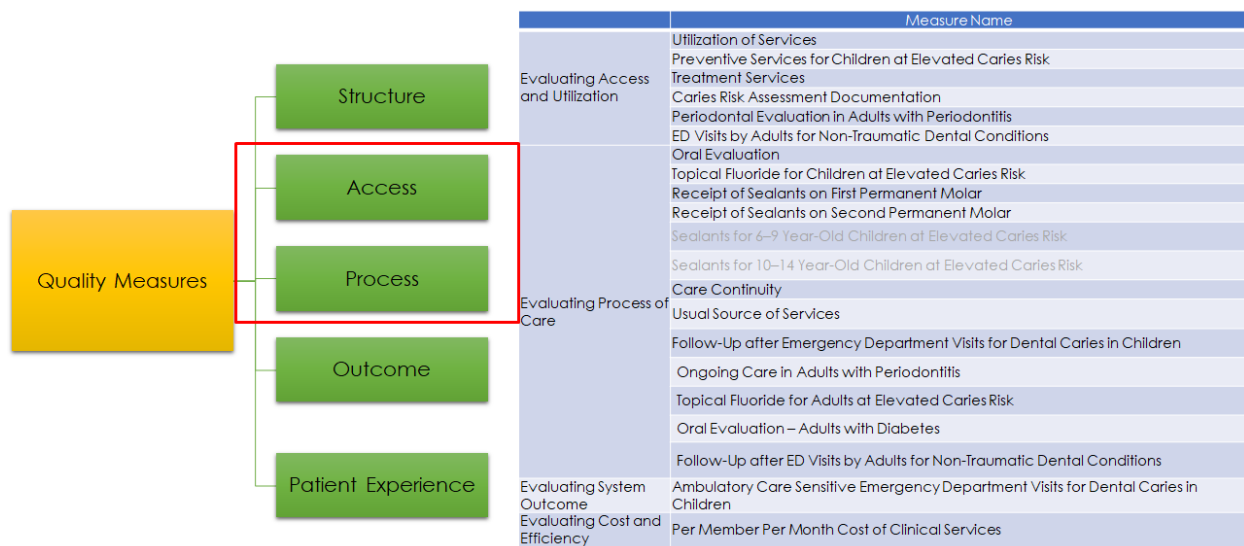 Quality Measures
Structure
Access
Process
Outcome
Patient Experience
Measure Name
Evaluating Access
and Utilization
Utilization of Services
Preventive Services for Children at Elevated Caries Risk
Treatment Services
Caries Risk Assessment Documentation
Periodontal Evaluation in Adults with Periodontitis
ED Visits by Adults for Non-Traumatic Dental Conditions
Evaluating Process of
Care
Oral Evaluation
Topical Fluoride for Children at Elevated Caries Risk
Receipt of Sealants on First Permanent Molar
Receipt of Sealants on Second Permanent Molar
Sealants for 6–9 Year-Old Children at Elevated Caries Risk
Sealants for 10–14 Year-Old Children at Elevated Caries Risk
Care Continuity
Usual Source of Services
Follow-Up after Emergency Department Visits for Dental Caries in Children
Ongoing Care in Adults with Periodontitis
Topical Fluoride for Adults at Elevated Caries Risk
Oral Evaluation – Adults with Diabetes
Follow-Up after ED Visits by Adults for Non-Traumatic Dental Conditions
Evaluating System
Outcome
Ambulatory Care Sensitive Emergency Department Visits for Dental Caries in
Children
Evaluating Cost and
Efficiency
Per Member Per Month Cost of Clinical Services